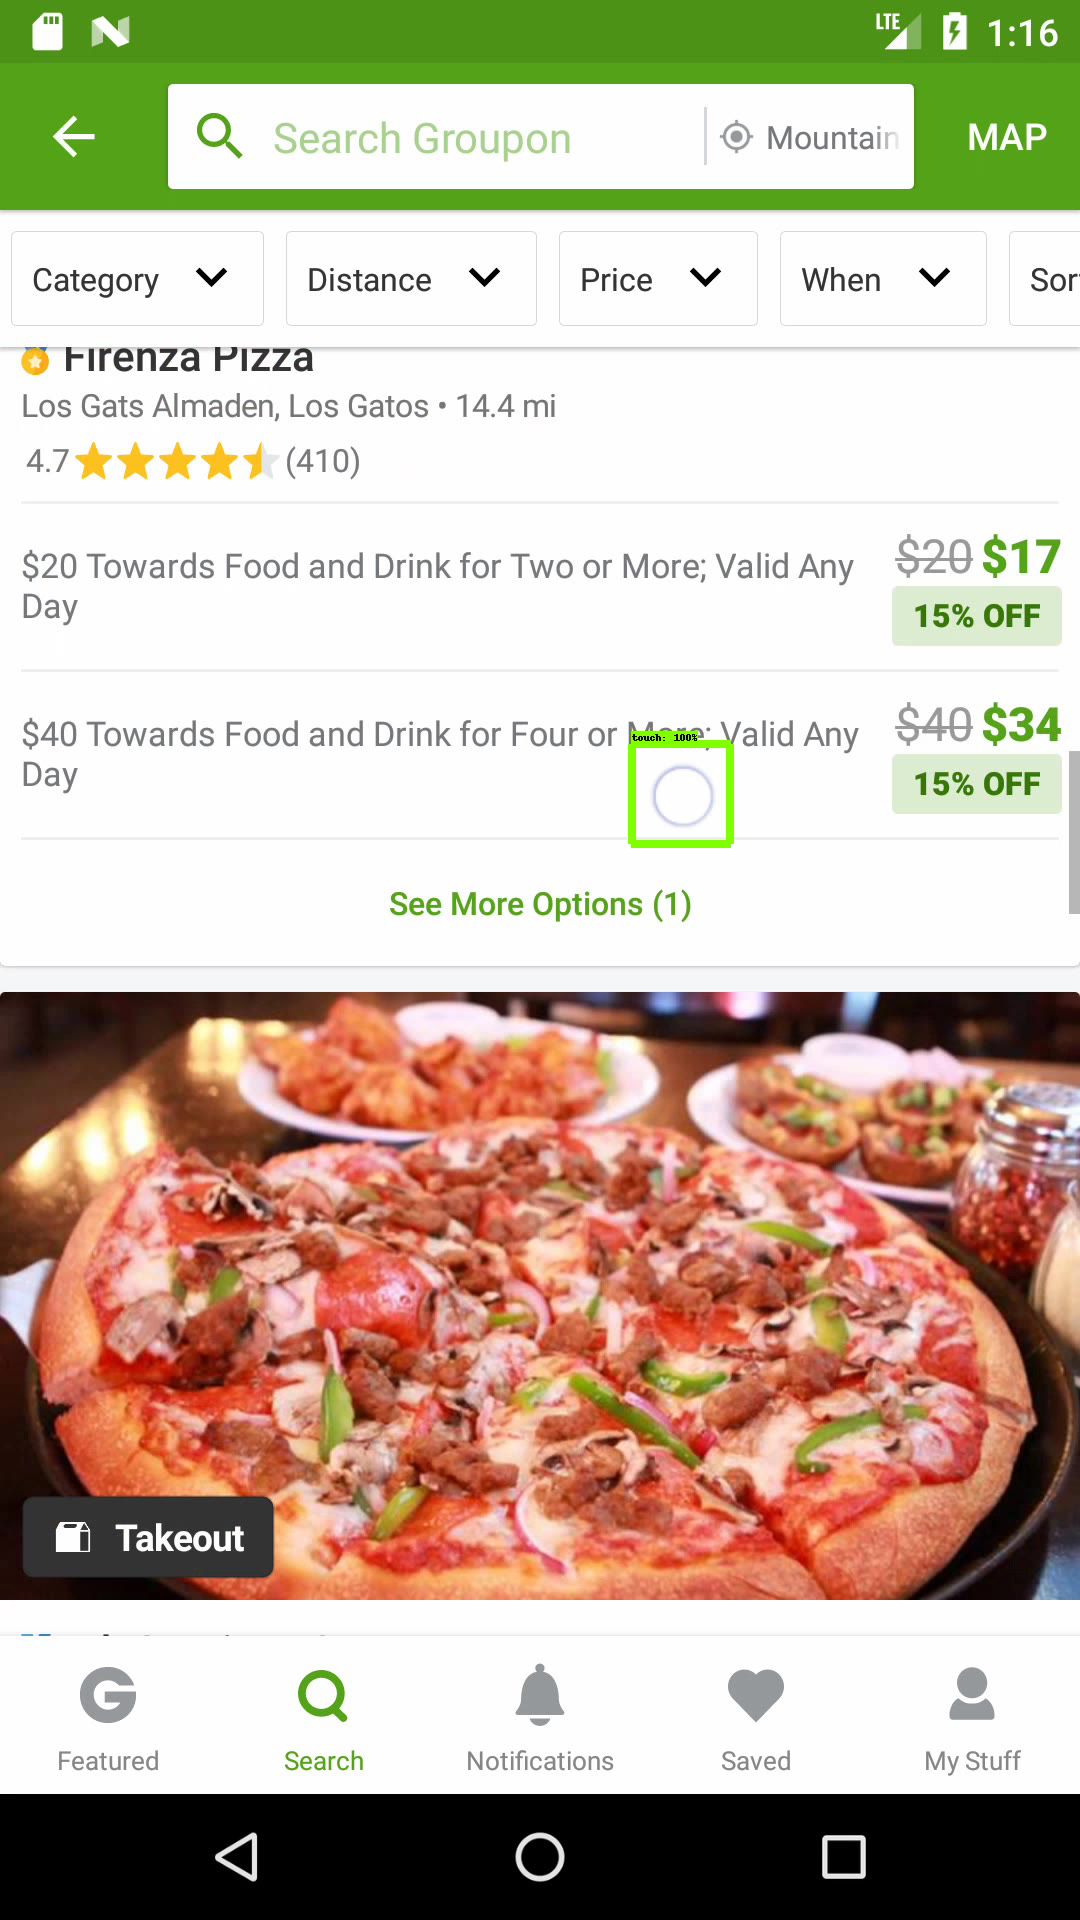 LTE 1:16
Search Groupon Mountain MAP
Category Distance Price When Sor
Firenza Pizza
Los Gats Almaden, Los Gatos • 14.4 mi
4.7 (410)
$20 Towards Food and Drink for Two or More; Valid Any
Day
$20 $17
15% OFF
$40 Towards Food and Drink for Four or More; Valid Any
Day
$40 $34
15% OFF
touch: 100%
See More Options (1)
Takeout
Featured Search Notifications Saved My Stuff